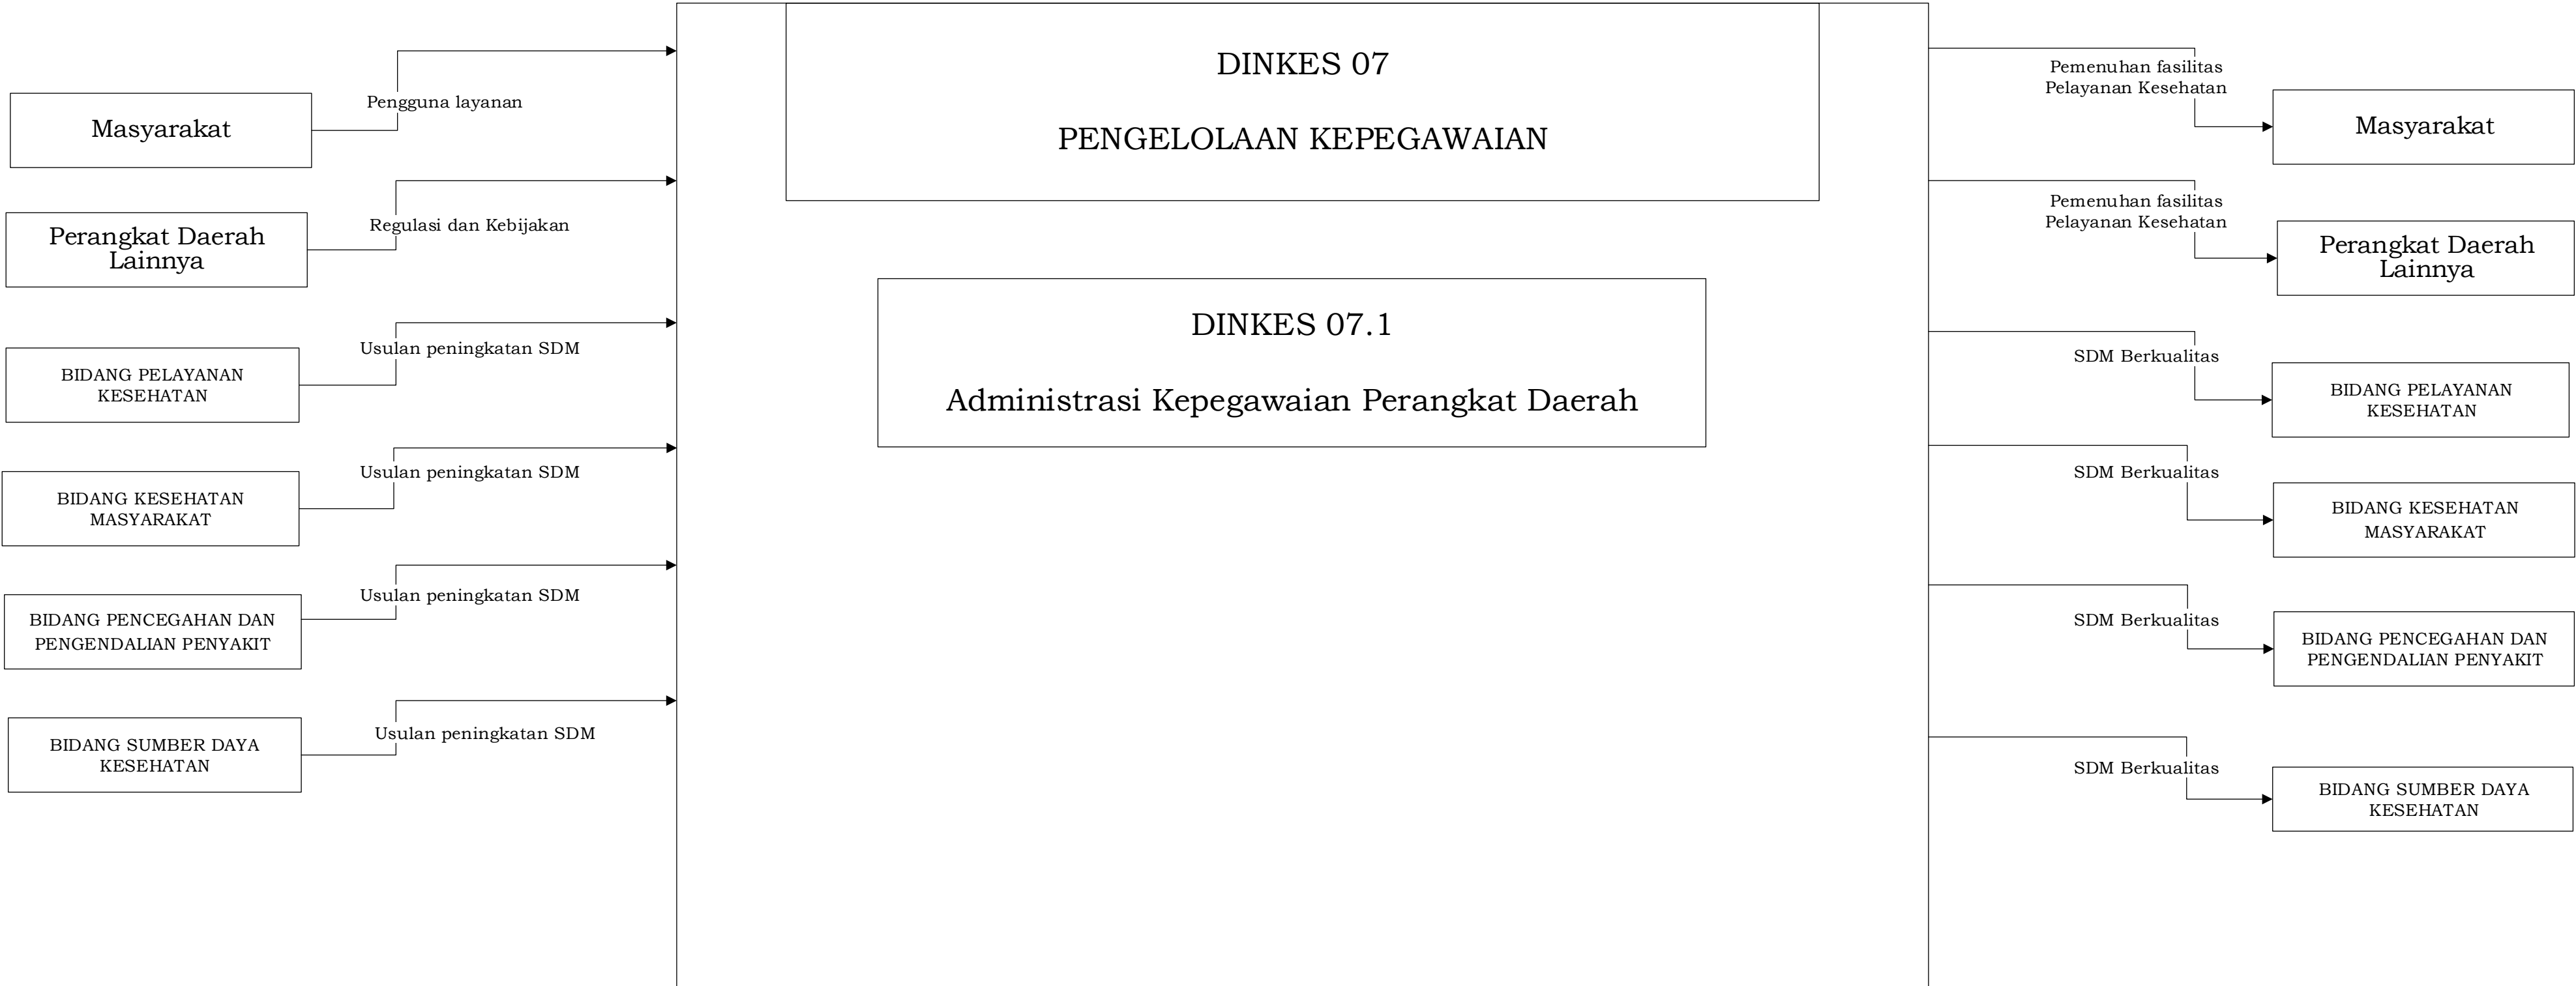 Masyarakat
Pengguna layanan
Perangkat Daerah
Lainnya
Regulasi dan Kebijakan
BIDANG PELAYANAN
KESEHATAN
Usulan peningkatan SDM
BIDANG KESEHATAN
MASYARAKAT
Usulan peningkatan SDM
BIDANG PENCEGAHAN DAN
PENGENDALIAN PENYAKIT
Usulan peningkatan SDM
BIDANG SUMBER DAYA
KESEHATAN
Usulan peningkatan SDM
DINKES 07
PENGELOLAAN KEPEGAWAIAN
DINKES 07.1
Administrasi Kepegawaian Perangkat Daerah
Pemenuhan fasilitas
Pelayanan Kesehatan
Masyarakat
Pemenuhan fasilitas
Pelayanan Kesehatan
Perangkat Daerah
Lainnya
SDM Berkualitas
BIDANG PELAYANAN
KESEHATAN
SDM Berkualitas
BIDANG KESEHATAN
MASYARAKAT
SDM Berkualitas
BIDANG PENCEGAHAN DAN
PENGENDALIAN PENYAKIT
SDM Berkualitas
BIDANG SUMBER DAYA
KESEHATAN